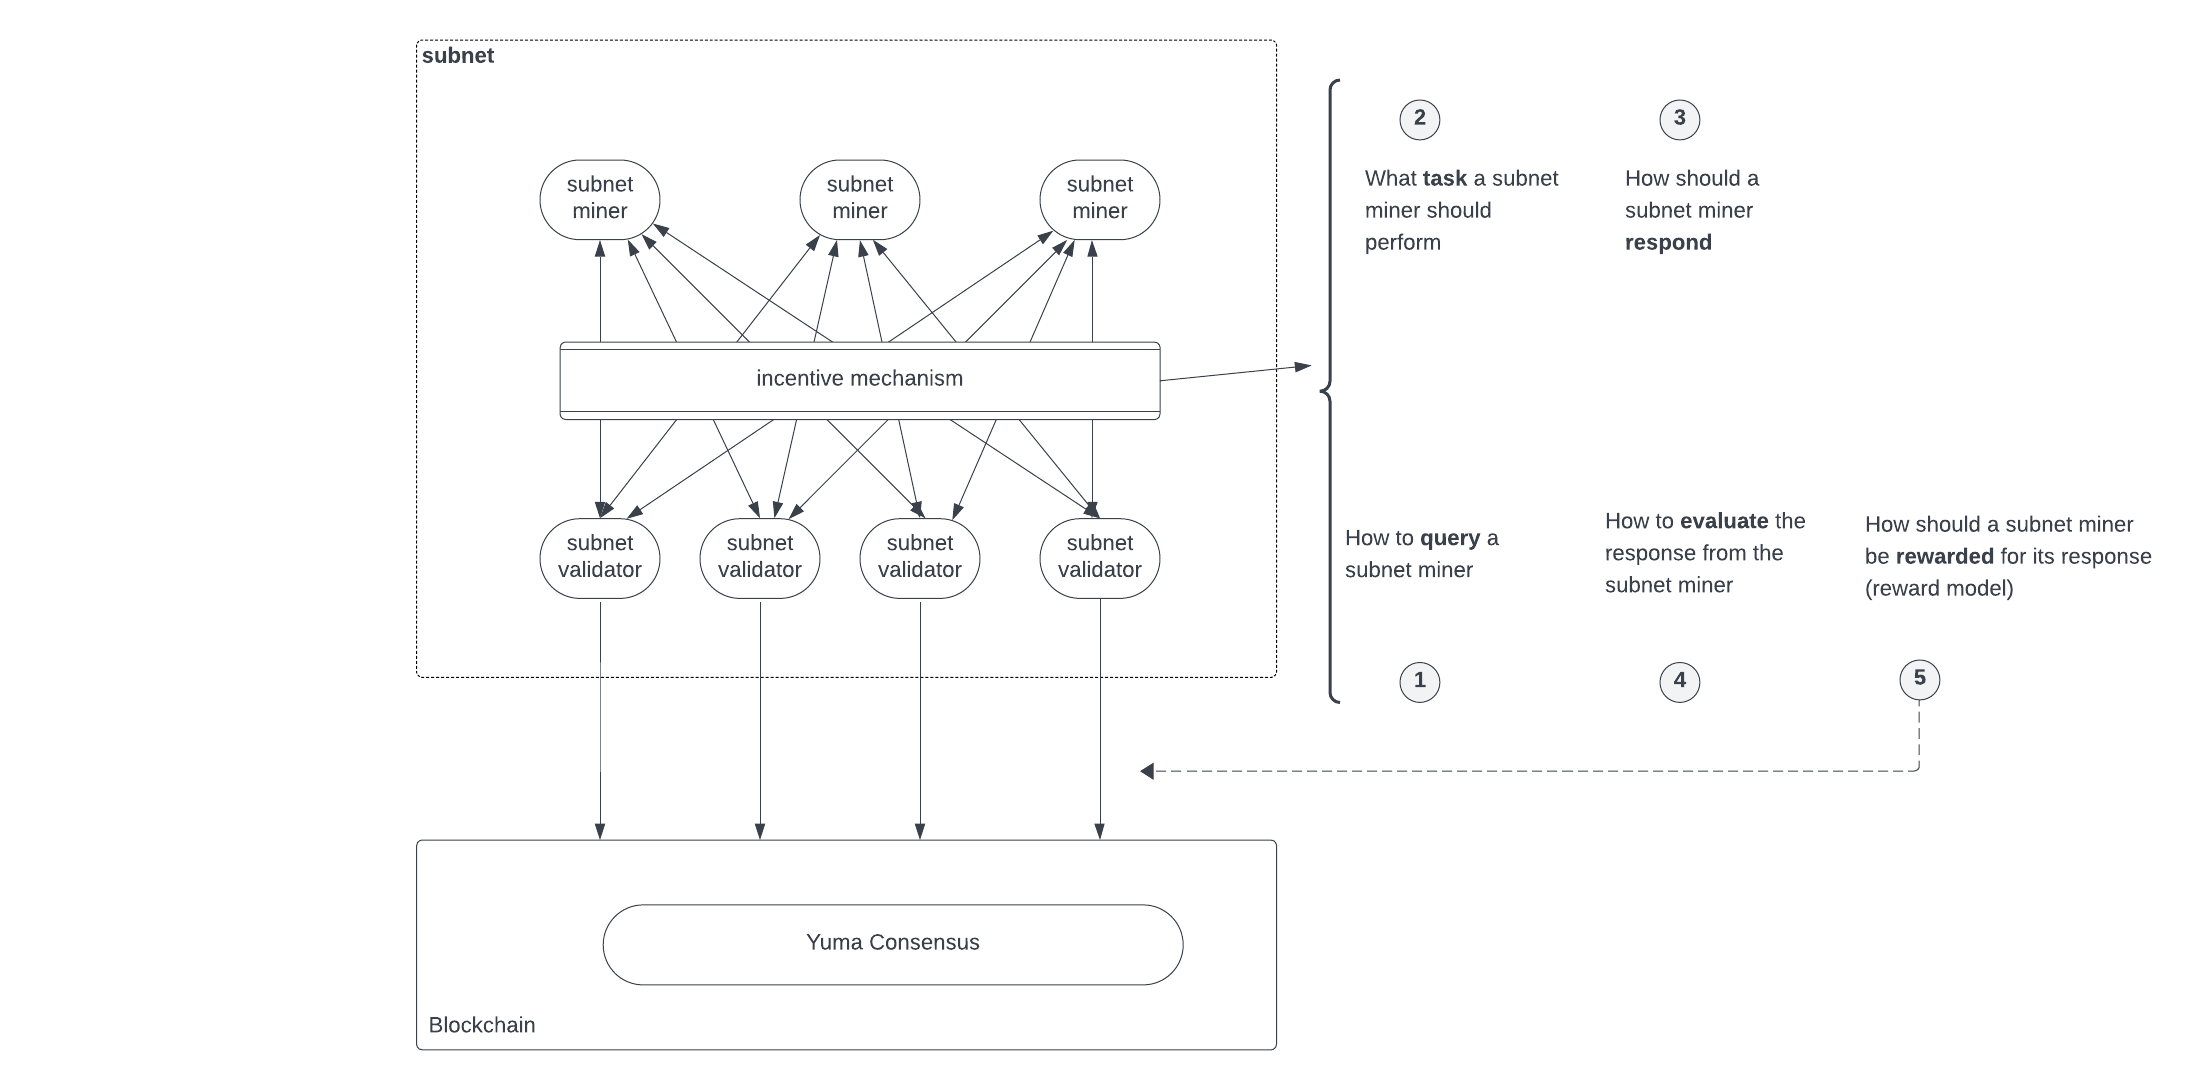 subnet
subnet
miner
subnet
miner
subnet
miner
incentive mechanism
subnet
validator
subnet
validator
subnet
validator
subnet
validator
2
What task a subnet
miner should
perform
3
How should a
subnet miner
respond
How to query a
subnet miner
1
How to evaluate the
response from the
subnet miner
4
How should a subnet miner
be rewarded for its response
(reward model)
5
Yuma Consensus
Blockchain